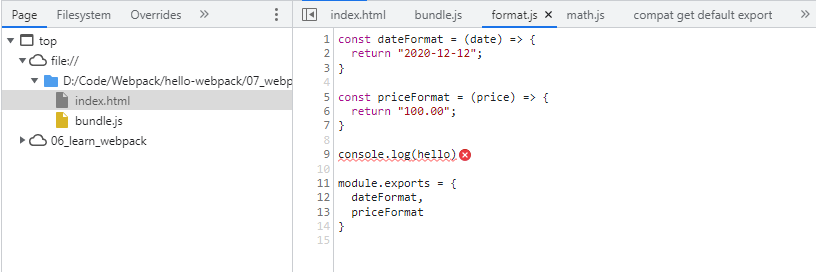 Page Filesystem Overrides »
top
file://
D:/Code/Webpack/hello-webpack/07_webp
index.html
bundle.js
06_learn_webpack
index.html bundle.js format.js × math.js compat get default export »
1 const dateFormat = (date) => {
2 return "2020-12-12";
3 }
4
5 const priceFormat = (price) => {
6 return "100.00";
7 }
8
9 console.log(hello)
10
11 module.exports = {
12 dateFormat,
13 priceFormat
14 }
15